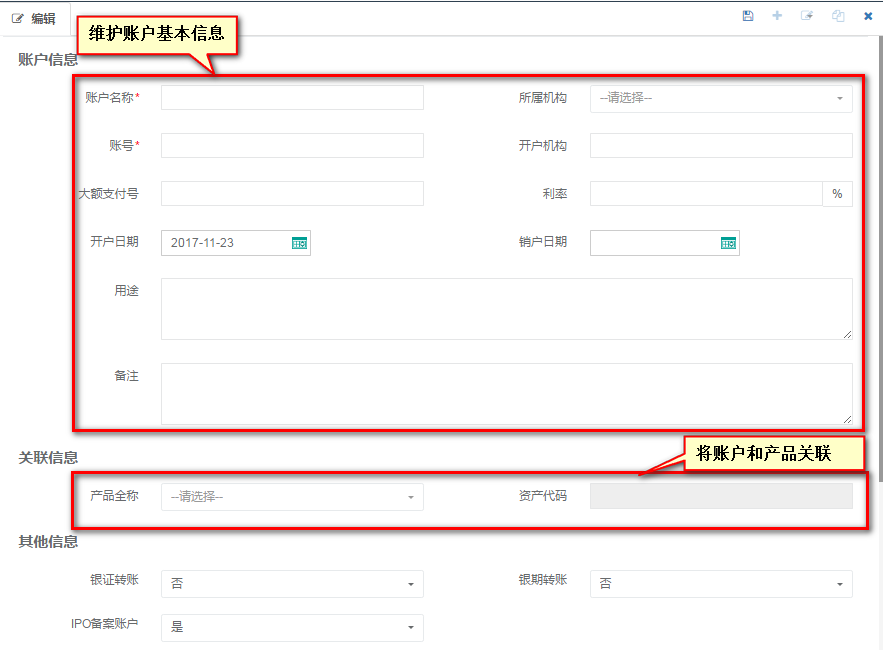 编辑
维护账户基本信息
账户信息
账户名称* 所属机构 --请选择--
账号* 开户机构
大额支付号 利率 %
开户日期 2017-11-23 销户日期
用途
备注
将账户和产品关联
关联信息
产品全称 --请选择-- 资产代码
其他信息
银证转账 否 银期转账 否
IPO备案账户 是